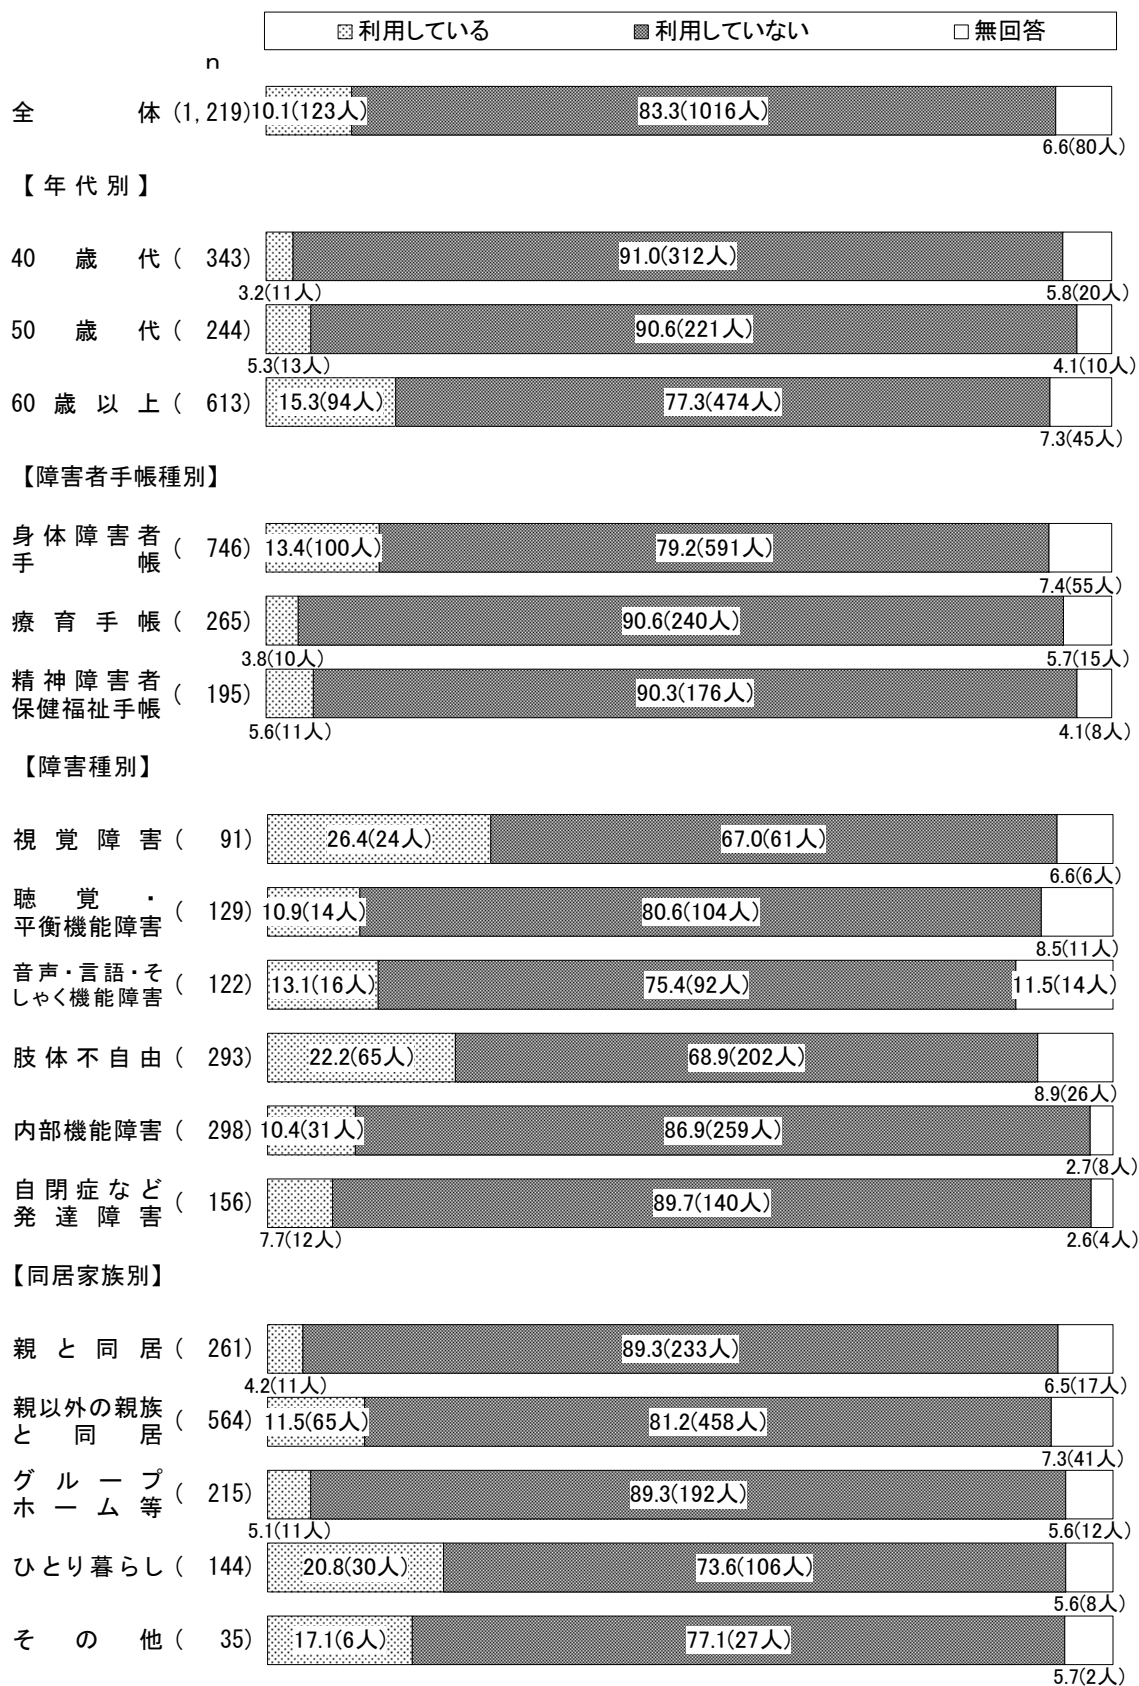 利用している 利用していない 無回答
n
全体(1,219) 10.1(123人) 83.3(1016人)
6.6(80人)
【年代別】
40歳代( 343) 91.0(312人)
3.2(11人) 5.8(20人)
50歳代( 244) 90.6(221人)
5.3(13人) 4.1(10人)
60歳以上( 613) 15.3(94人) 77.3(474人)
7.3(45人)
【障害者手帳種別】
身体障害者
手帳( 746) 13.4(100人) 79.2(591人)
7.4(55人)
療育手帳( 265) 90.6(240人)
3.8(10人) 5.7(15人)
精神障害者
保健福祉手帳( 195) 90.3(176人)
5.6(11人) 4.1(8人)
【障害種別】
視覚障害( 91) 26.4(24人) 67.0(61人)
6.6(6人)
聴覚・
平衡機能障害( 129) 10.9(14人) 80.6(104人)
8.5(11人)
音声・言語・そ
しゃく機能障害( 122) 13.1(16人) 75.4(92人) 11.5(14人)
肢体不自由( 293) 22.2(65人) 68.9(202人)
8.9(26人)
内部機能障害( 298) 10.4(31人) 86.9(259人)
2.7(8人)
自閉症など
発達障害( 156) 89.7(140人)
7.7(12人) 2.6(4人)
【同居家族別】
親と同居( 261) 89.3(233人)
4.2(11人) 6.5(17人)
親以外の親族
と同居( 564) 11.5(65人) 81.2(458人)
7.3(41人)
グループ
ホーム等( 215) 89.3(192人)
5.1(11人) 5.6(12人)
ひとり暮らし( 144) 20.8(30人) 73.6(106人)
5.6(8人)
その他( 35) 17.1(6人) 77.1(27人)
5.7(2人)